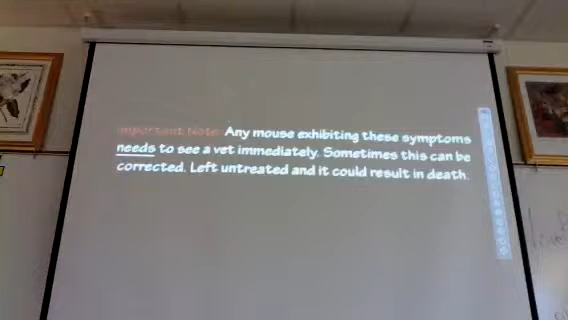 Important Note: Any mouse exhibiting these symptoms
needs to see a vet immediately. Sometimes this can be
corrected. Left untreated and it could result in death.